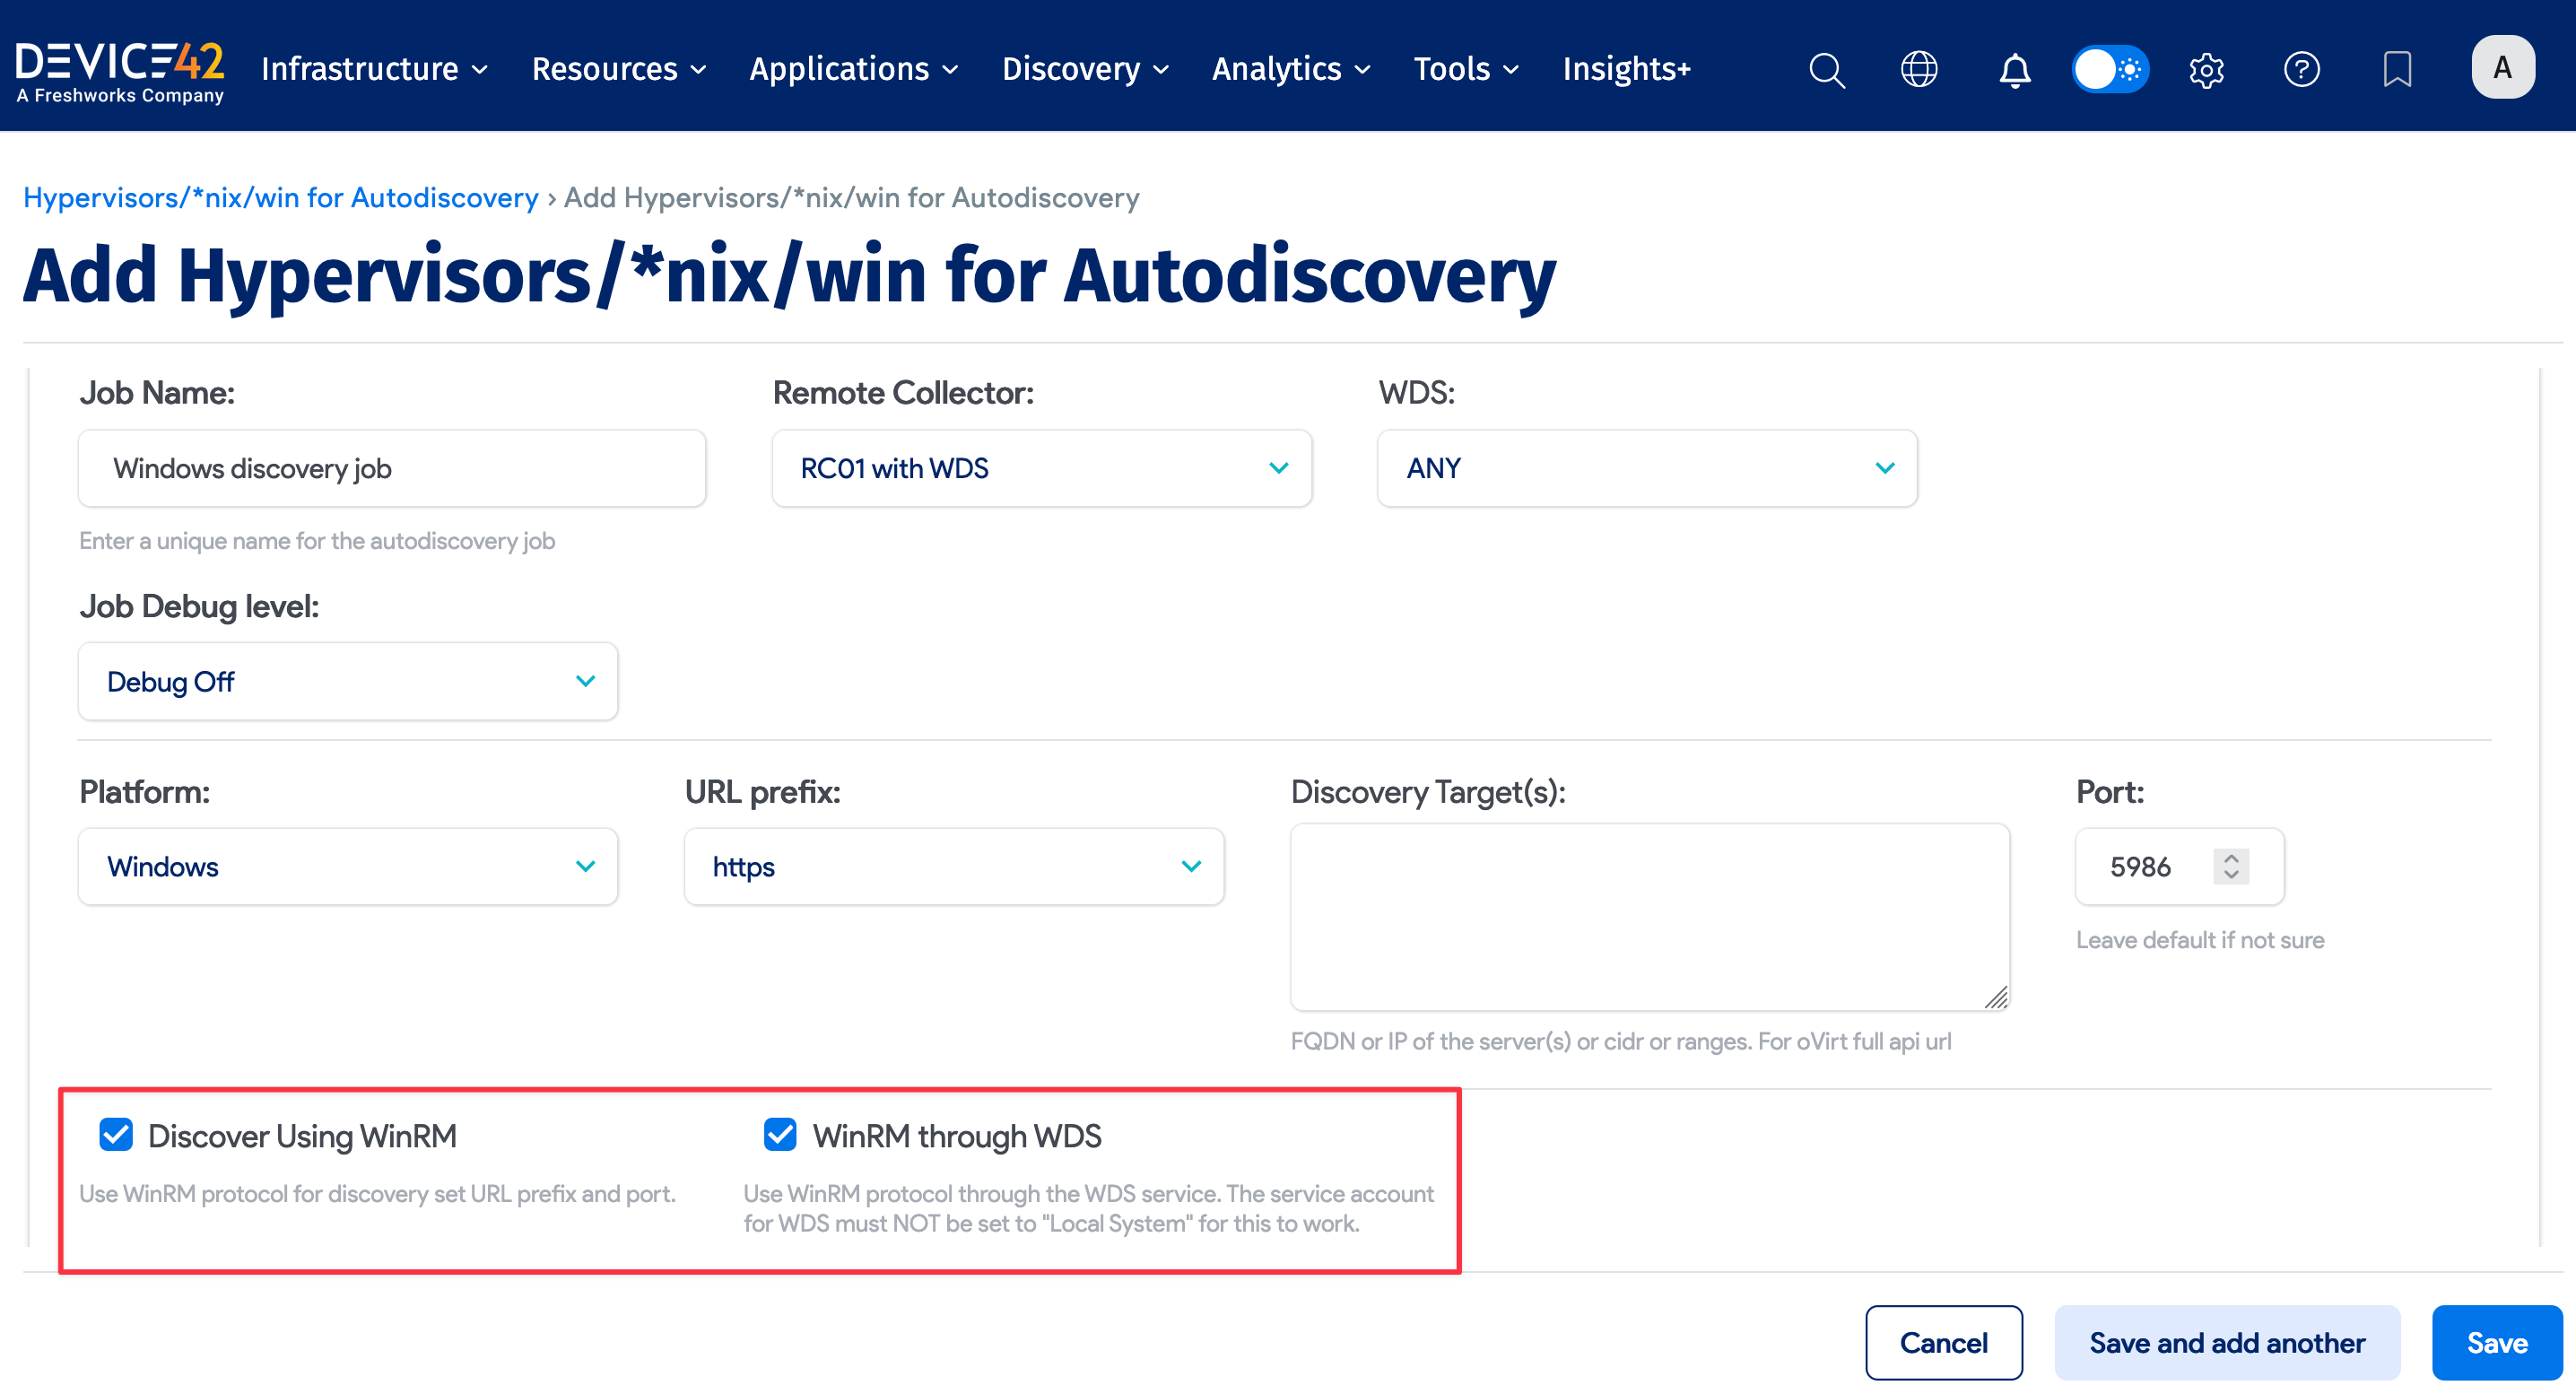 DEVICE42
A Freshworks Company
Infrastructure
Resources
Applications
Discovery
Analytics
Tools
Insights+
A
Hypervisors/*nix/win for Autodiscovery › Add Hypervisors/*nix/win for Autodiscovery
Add Hypervisors/*nix/win for Autodiscovery
Job Name:
Remote Collector:
WDS:
Windows discovery job
RC01 with WDS
ANY
Enter a unique name for the autodiscovery job
Job Debug level:
Debug Off
Platform:
URL prefix:
Discovery Target(s):
Port:
Windows
https
5986
Leave default if not sure
FQDN or IP of the server(s) or cidr or ranges. For oVirt full api url
Discover Using WinRM
WinRM through WDS
Use WinRM protocol for discovery set URL prefix and port.
Use WinRM protocol through the WDS service. The service account
for WDS must NOT be set to "Local System" for this to work.
Cancel
Save and add another
Save